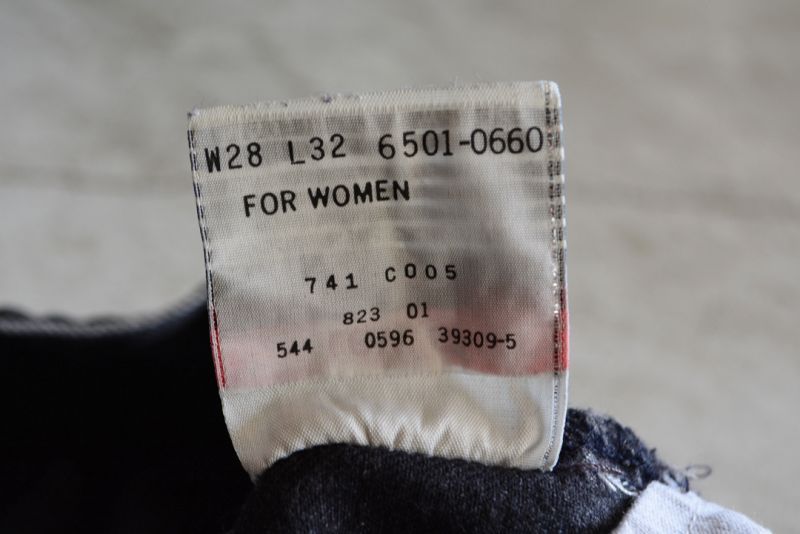 W28 L32 6501-0660
FOR WOMEN
741 C005
823 01
544 0596 39309-5